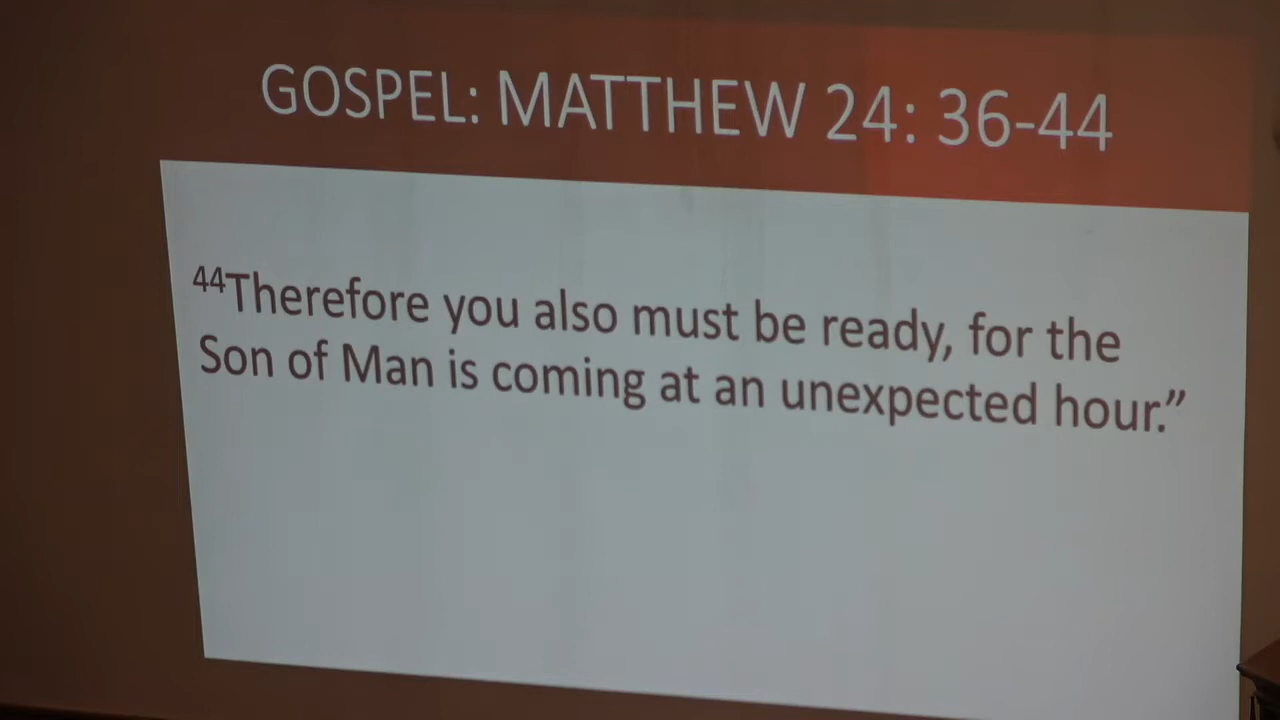 GOSPEL: MATTHEW 24: 36-44
44Therefore you also must be ready, for the
Son of Man is coming at an unexpected hour.”